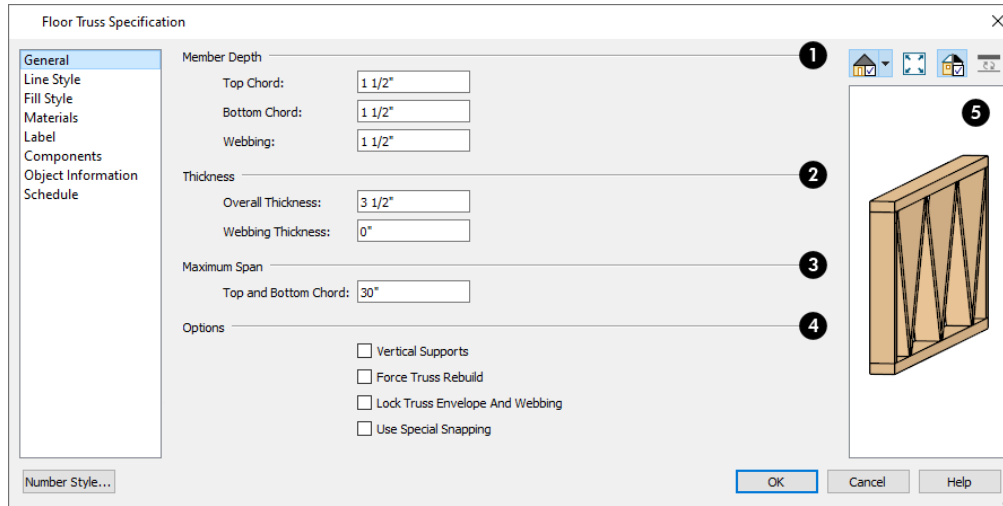 Floor Truss Specification
General
Line Style
Fill Style
Materials
Label
Components
Object Information
Schedule
Member Depth 1
Top Chord: 1 1/2"
Bottom Chord: 1 1/2"
Webbing: 1 1/2"
Thickness 2
Overall Thickness: 3 1/2"
Webbing Thickness: 0"
Maximum Span 3
Top and Bottom Chord: 30"
Options 4
Vertical Supports
Force Truss Rebuild
Lock Truss Envelope And Webbing
Use Special Snapping
5
Number Style...
OK
Cancel
Help